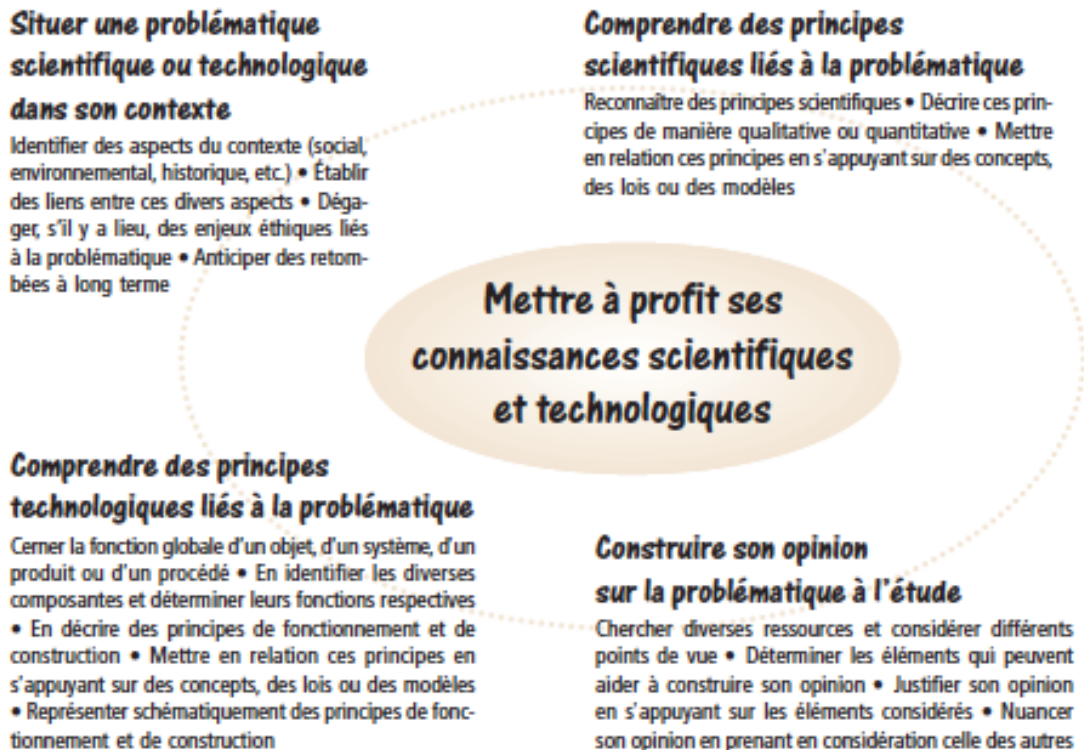 Situer une problématique
scientifique ou technologique
dans son contexte
Identifier des aspects du contexte (social,
environnemental, historique, etc.) • Établir
des liens entre ces divers aspects • Déga-
ger, s'il y a lieu, des enjeux éthiques liés
à la problématique • Anticiper des retom-
bées à long terme
Comprendre des principes
scientifiques liés à la problématique
Reconnaître des principes scientifiques • Décrire ces prin-
cipes de manière qualitative ou quantitative • Mettre
en relation ces principes en s'appuyant sur des concepts,
des lois ou des modèles
Mettre à profit ses
connaissances scientifiques
et technologiques
Comprendre des principes
technologiques liés à la problématique
Cerner la fonction globale d'un objet, d'un système, d'un
produit ou d'un procédé • En identifier les diverses
composantes et déterminer leurs fonctions respectives
• En décrire des principes de fonctionnement et de
construction • Mettre en relation ces principes en
s'appuyant sur des concepts, des lois ou des modèles
• Représenter schématiquement des principes de fonc-
tionnement et de construction
Construire son opinion
sur la problématique à l'étude
Chercher diverses ressources et considérer différents
points de vue • Déterminer les éléments qui peuvent
aider à construire son opinion • Justifier son opinion
en s'appuyant sur les éléments considérés • Nuancer
son opinion en prenant en considération celle des autres